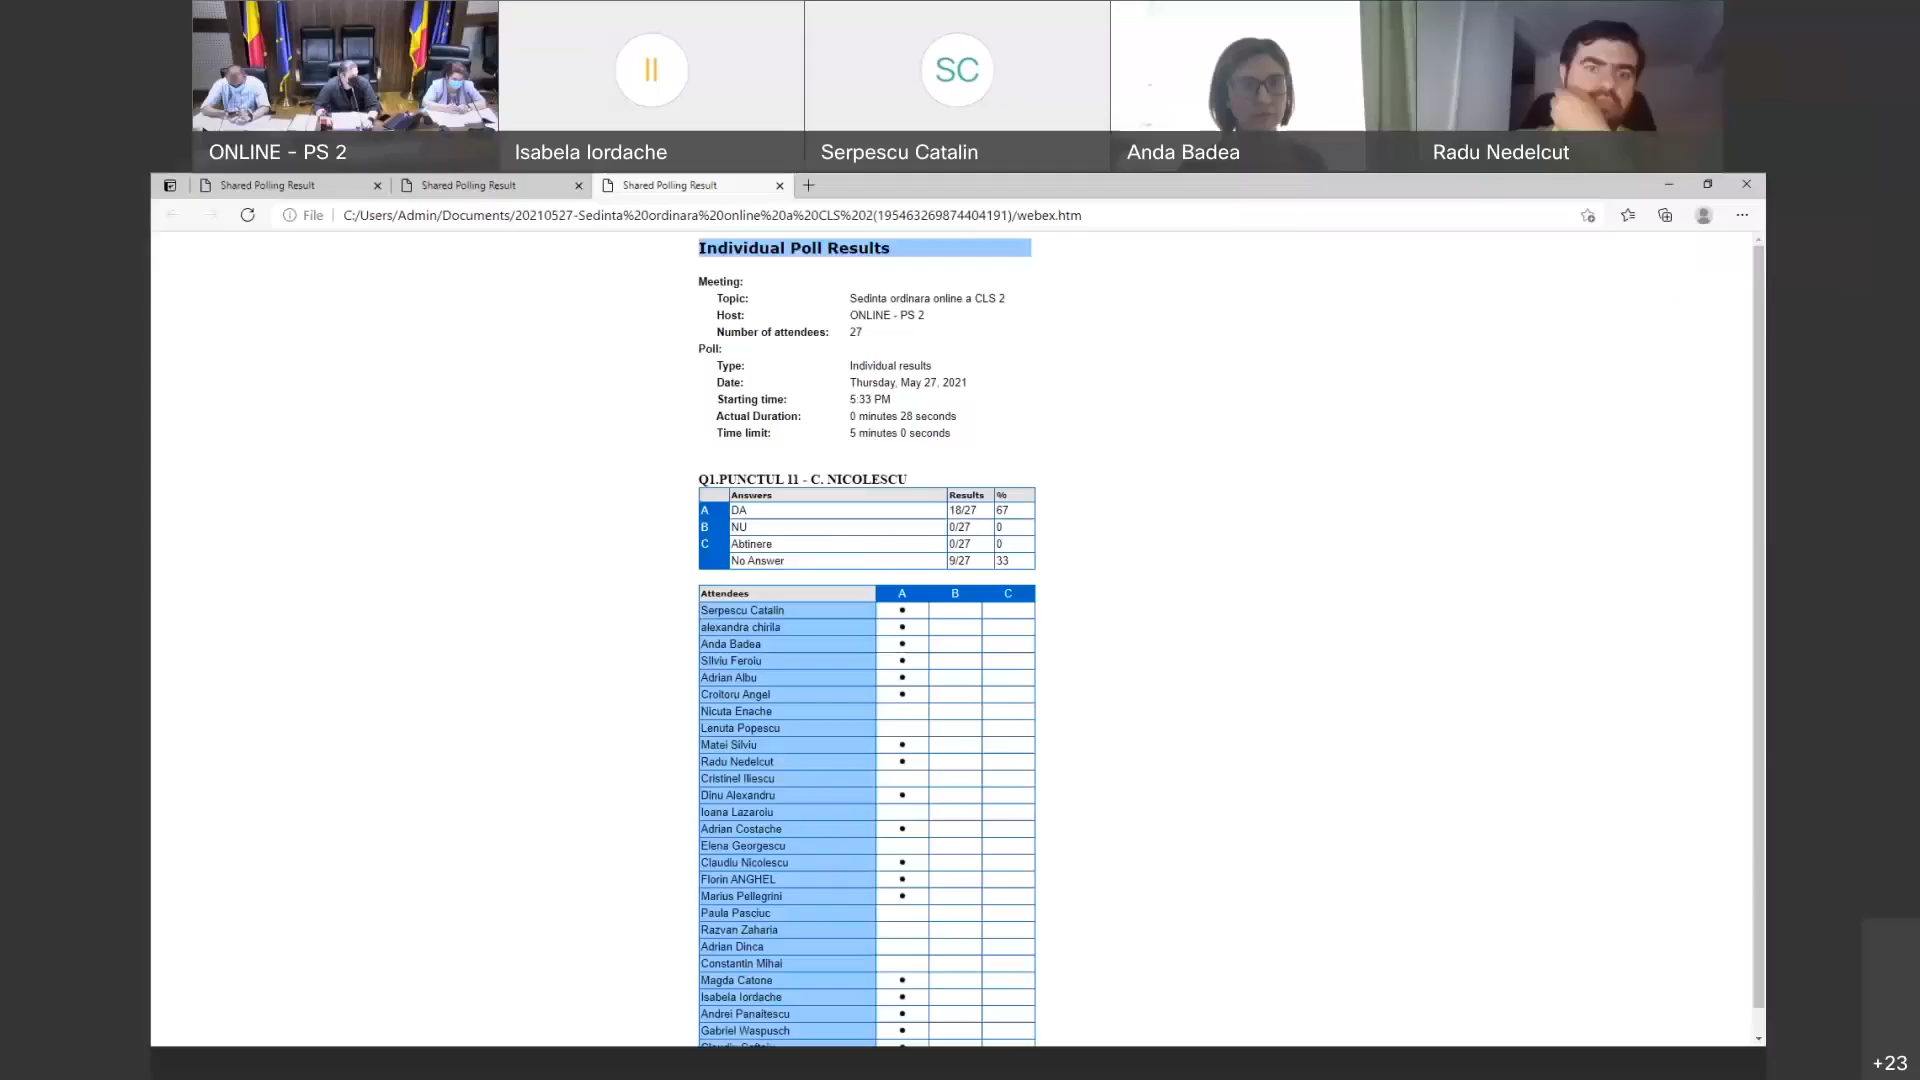 ONLINE - PS 2
II
Isabela Iordache
SC
Serpescu Catalin
Anda Badea
Radu Nedelcut
Shared Polling Result
Shared Polling Result
Shared Polling Result
File
C:/Users/Admin/Documents/20210527-Sedinta%20ordinara%20online%20a%20CLS%202(195463269874404191)/webex.htm
Individual Poll Results
Meeting:
Topic: Sedinta ordinara online a CLS 2
Host: ONLINE - PS 2
Number of attendees: 27
Poll:
Type: Individual results
Date: Thursday, May 27, 2021
Starting time: 5:33 PM
Actual Duration: 0 minutes 28 seconds
Time limit: 5 minutes 0 seconds
Q1.PUNCTUL 11 - C. NICOLESCU
Answers Results %
A DA 18/27 67
B NU 0/27 0
C Abtinere 0/27 0
No Answer 9/27 33
Attendees A B C
Serpescu Catalin
alexandra chirila
Anda Badea
SIlviu Feroiu
Adrian Albu
Croitoru Angel
Nicuta Enache
Lenuta Popescu
Matei Silviu
Radu Nedelcut
Cristinel Iliescu
Dinu Alexandru
Ioana Lazaroiu
Adrian Costache
Elena Georgescu
Claudiu Nicolescu
Florin ANGHEL
Marius Pellegrini
Paula Pasciuc
Razvan Zaharia
Adrian Dinca
Constantin Mihai
Magda Catone
Isabela Iordache
Andrei Panaitescu
Gabriel Waspusch
+23